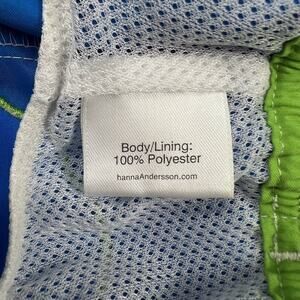 Body/Lining:
100% Polyester
hannaAndersson.com